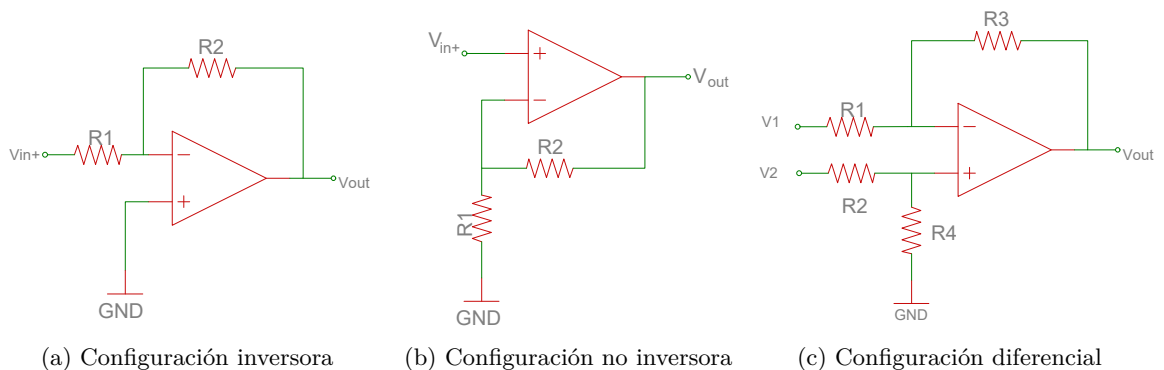 R2
R1
Vin+
Vout
GND
(a) Configuración inversora
Vin+
Vout
R2
R1
GND
(b) Configuración no inversora
R3
V1
R1
V2
R2
Vout
R4
GND
(c) Configuración diferencial